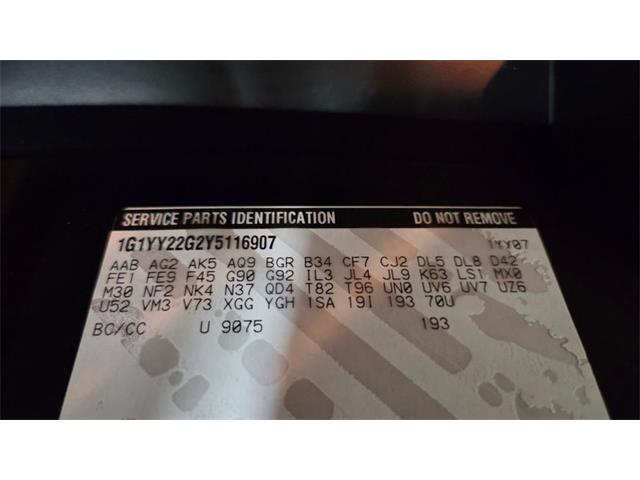 SERVICE PARTS IDENTIFICATION DO NOT REMOVE
1G1YY22G2Y5116907 1YY07
AAB AG2 AK5 AQ9 BGR B34 CF7 CJ2 DL5 DL8 D42
FE1 FE9 F45 G90 G92 IL3 JL4 JL9 K63 LS1 MX0
M30 NF2 NK4 N37 QD4 T82 T96 UN0 UV6 UV7 UZ6
U52 VM3 V73 XGG YGH 1SA 19I 193 70U
BC/CC U 9075 193